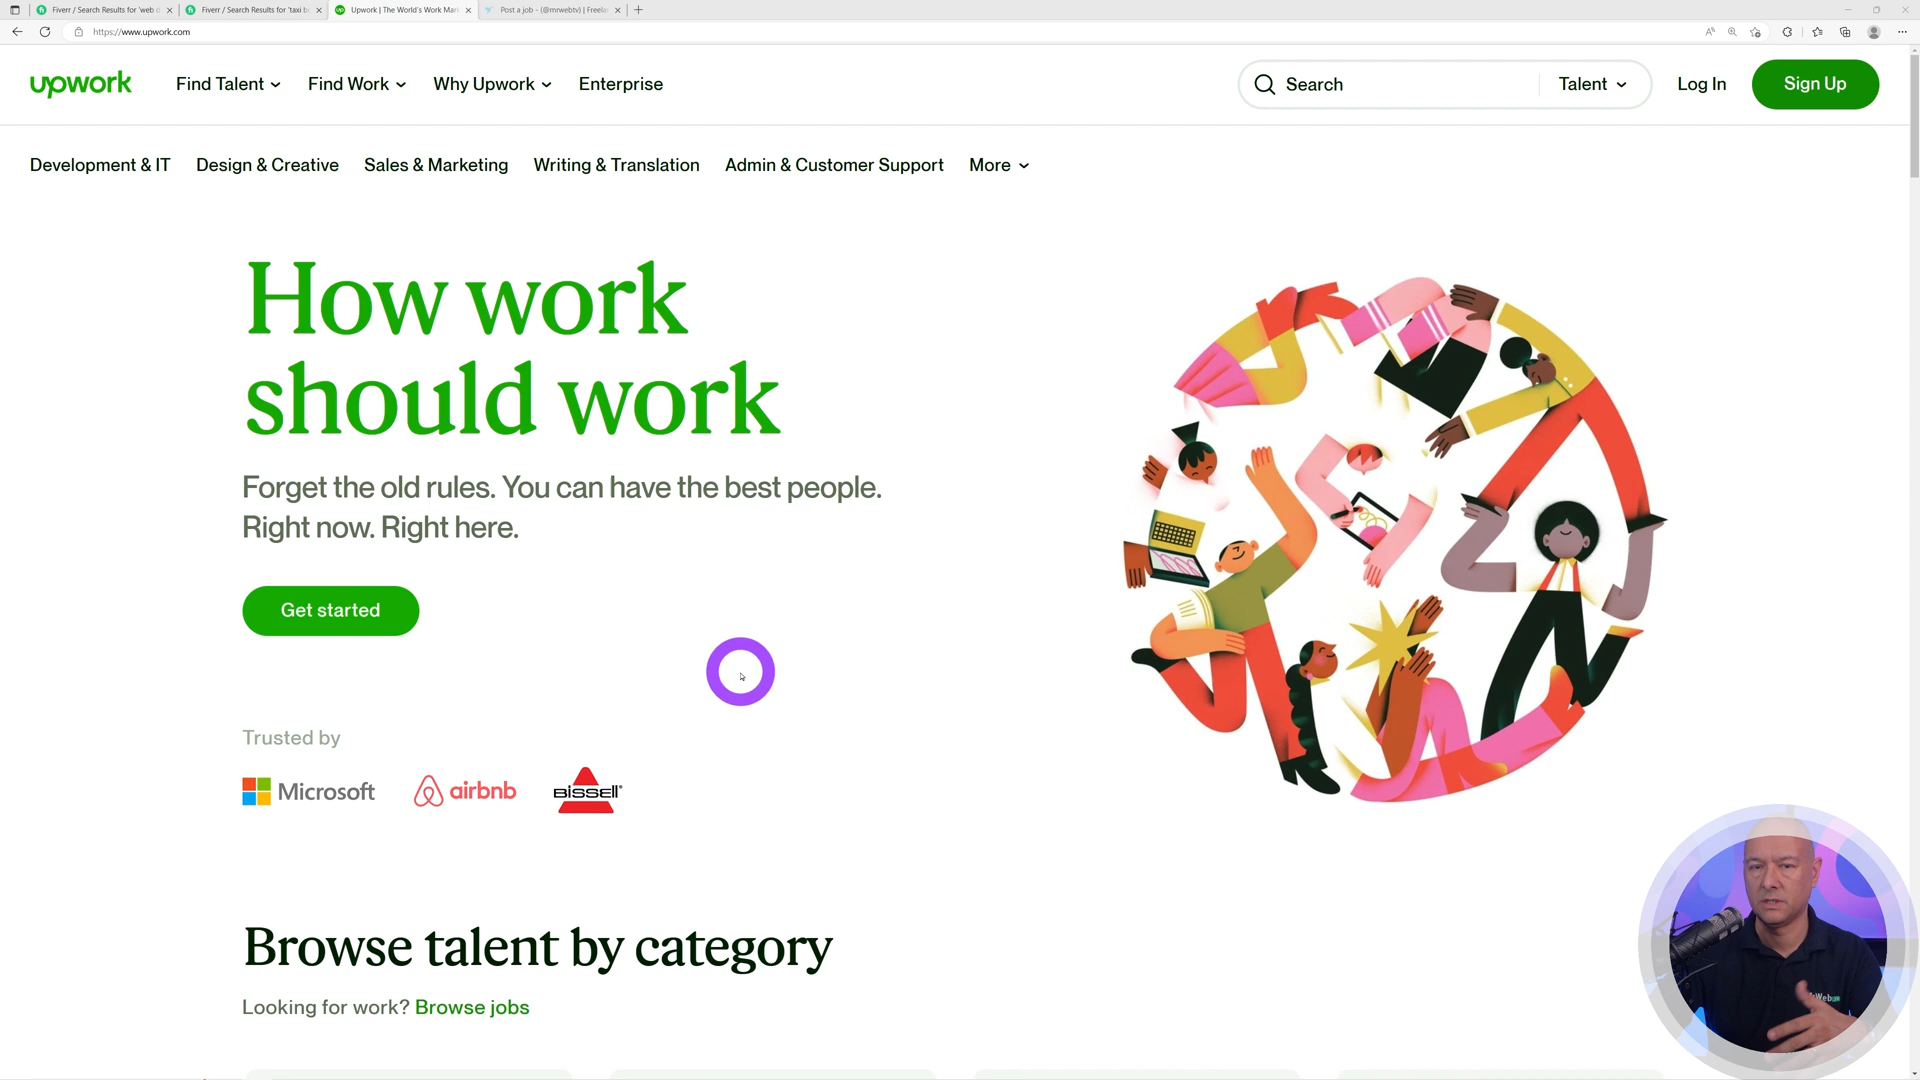 Fiverr / Search Results for 'web d
Fiverr / Search Results for 'taxi b
Upwork | The World's Work Mark
Post a job - (@mrwebtv) | Freela
https://www.upwork.com
upwork
Find Talent
Find Work
Why Upwork
Enterprise
Search
Talent
Log In
Sign Up
Development & IT
Design & Creative
Sales & Marketing
Writing & Translation
Admin & Customer Support
More
How work
should work
Forget the old rules. You can have the best people.
Right now. Right here.
Get started
Trusted by
Microsoft
airbnb
BISSELL
Browse talent by category
Looking for work? Browse jobs